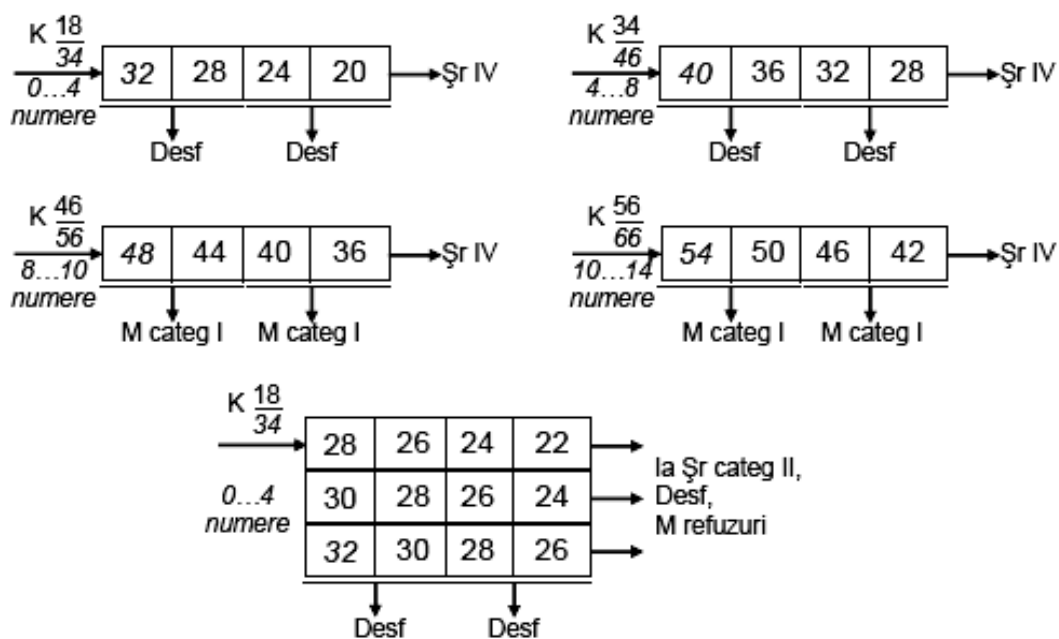 K 18/34
0...4
numere
32 28 24 20
Şr IV
Desf Desf
K 34/46
4...8
numere
40 36 32 28
Şr IV
Desf Desf
K 46/56
8...10
numere
48 44 40 36
Şr IV
M categ I M categ I
K 56/66
10...14
numere
54 50 46 42
Şr IV
M categ I M categ I
K 18/34
0...4
numere
28 26 24 22
30 28 26 24
32 30 28 26
la Şr categ II,
Desf,
M refuzuri
Desf Desf